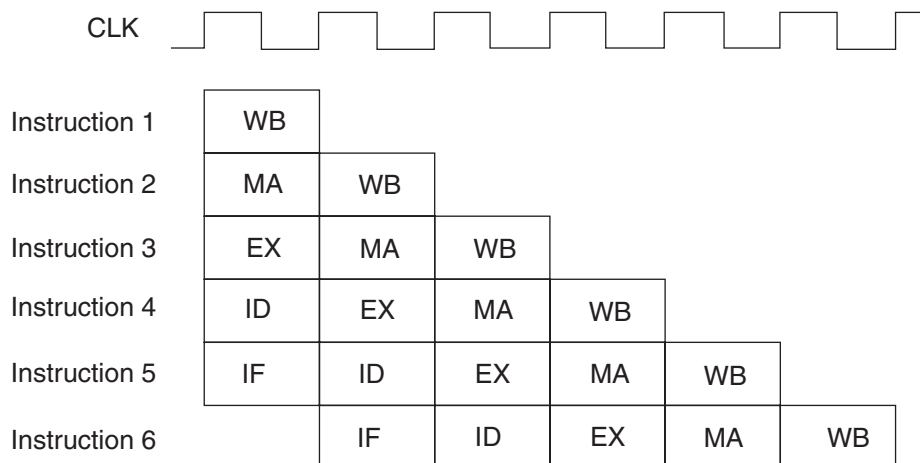 CLK
Instruction 1 WB
Instruction 2 MA WB
Instruction 3 EX MA WB
Instruction 4 ID EX MA WB
Instruction 5 IF ID EX MA WB
Instruction 6 IF ID EX MA WB